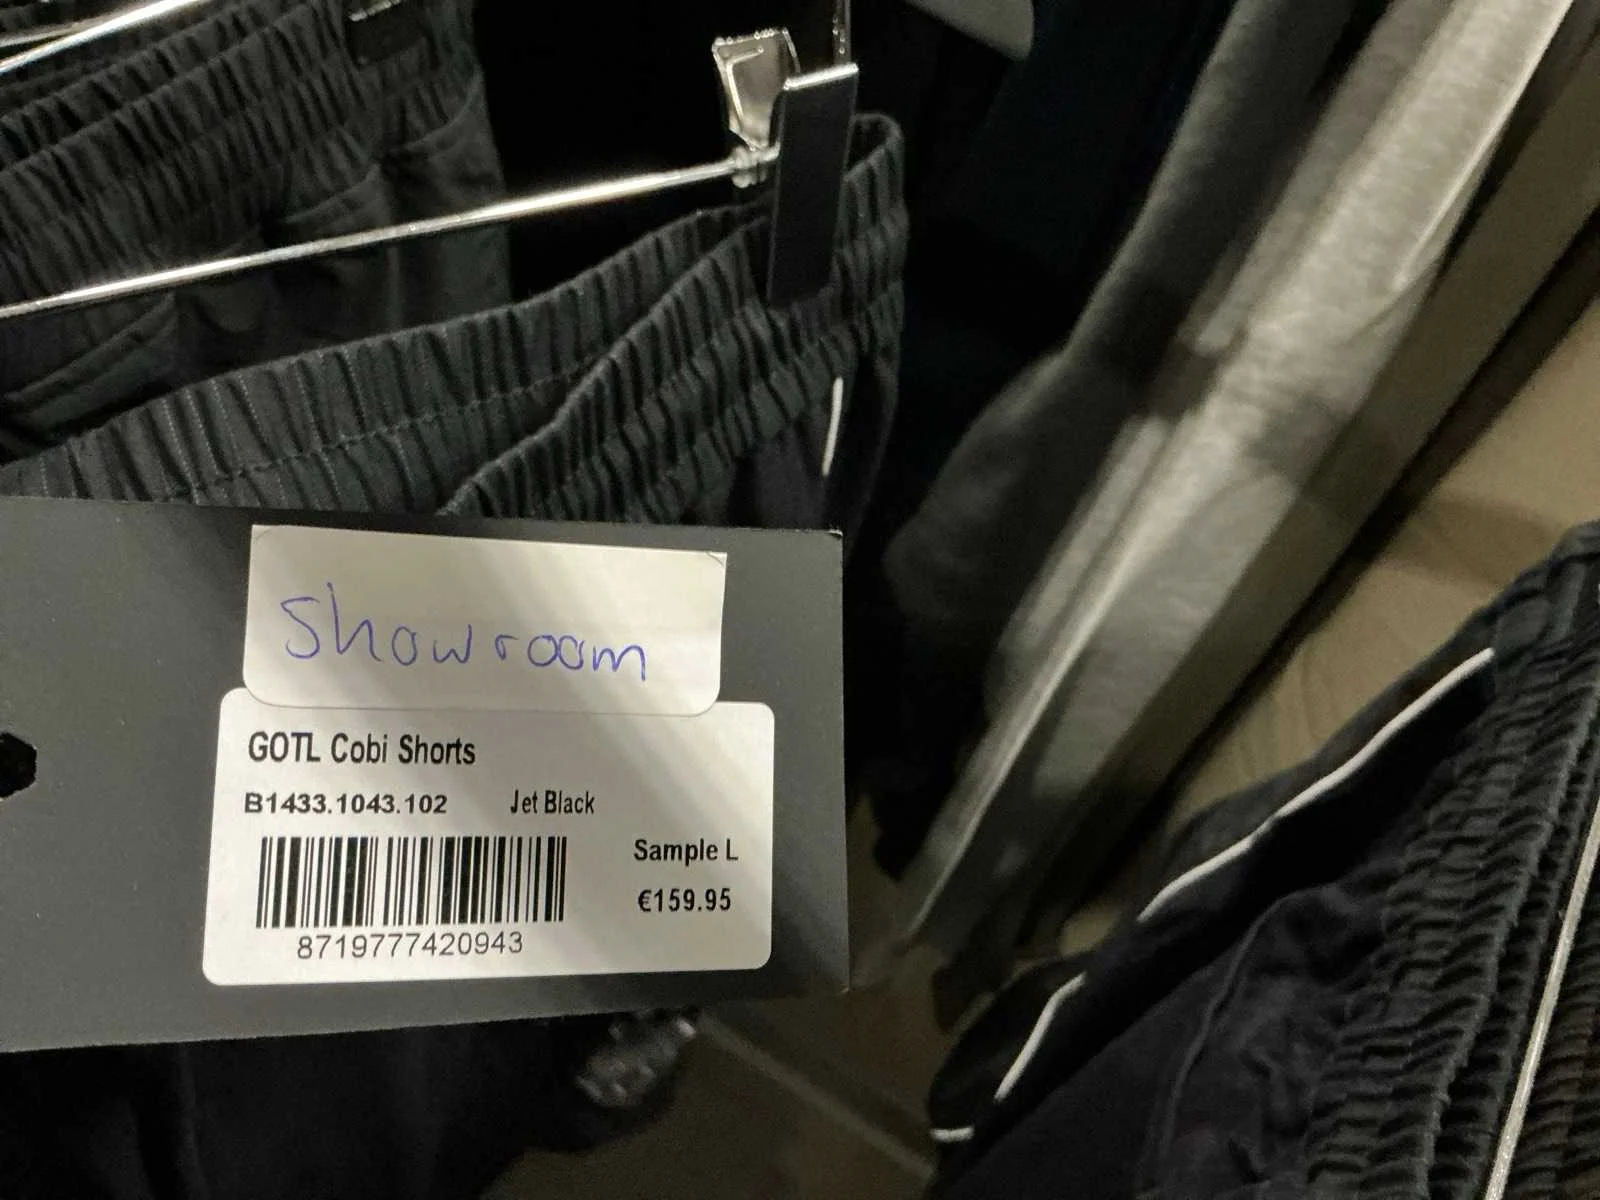 Showroom
GOTL Cobi Shorts
B1433.1043.102 Jet Black
Sample L
€159.95
8719777420943